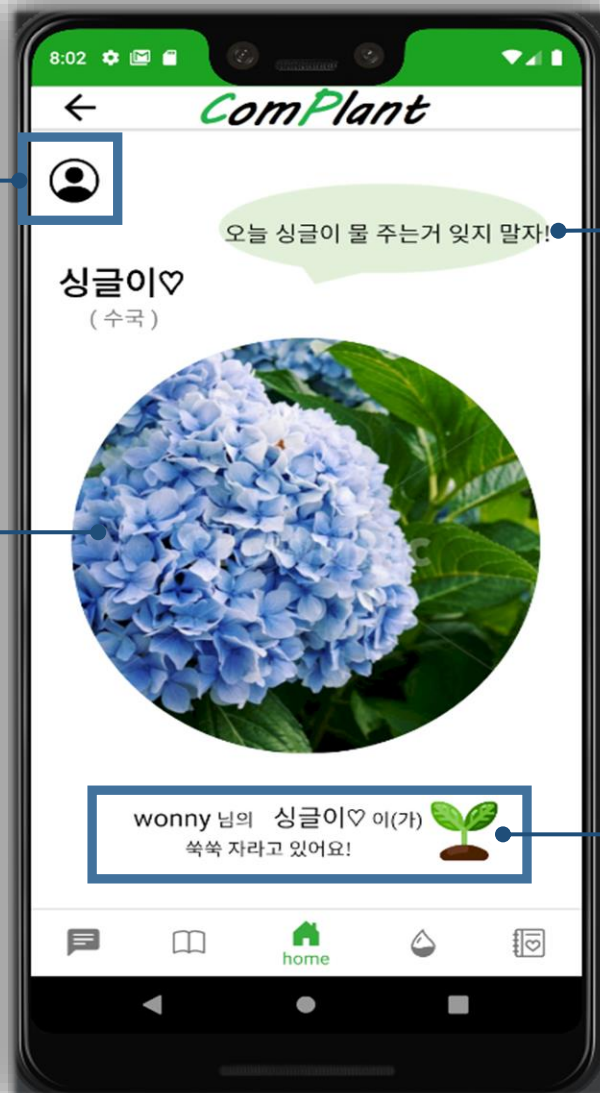 8:02
ComPlant
오늘 싱글이 물 주는거 잊지 말자!
싱글이♡
( 수국 )
wonny 님의 싱글이♡ 이(가)
쑥쑥 자라고 있어요!
home